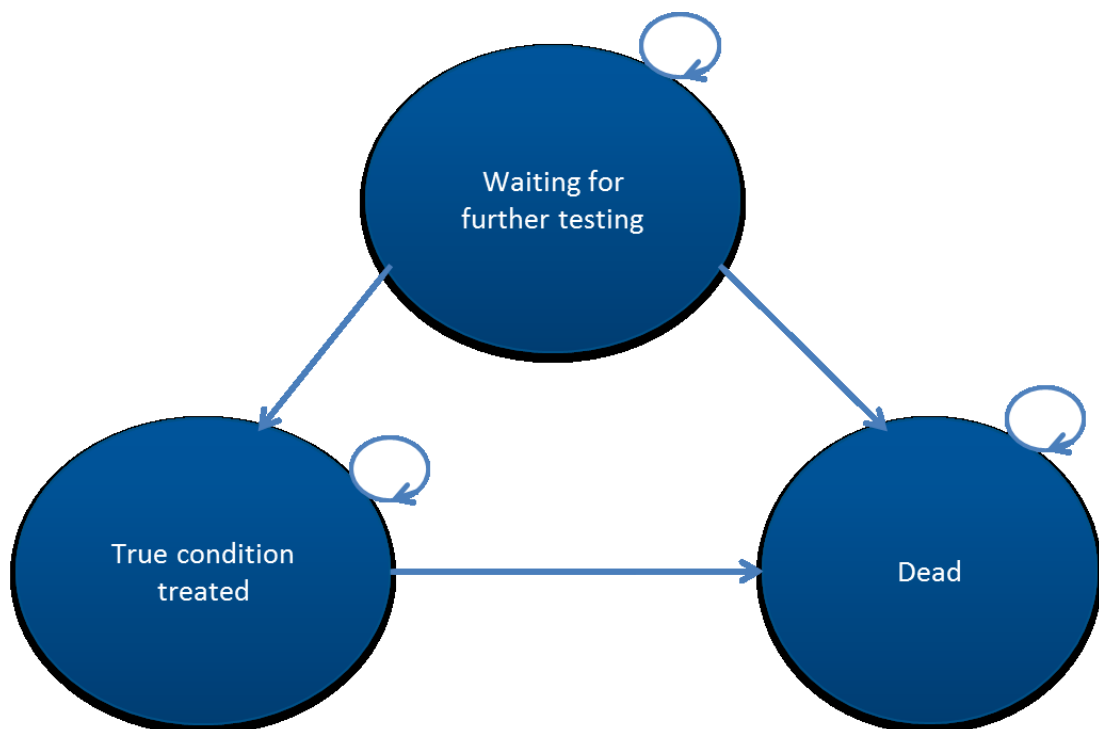 Waiting for
further testing
True condition
treated
Dead